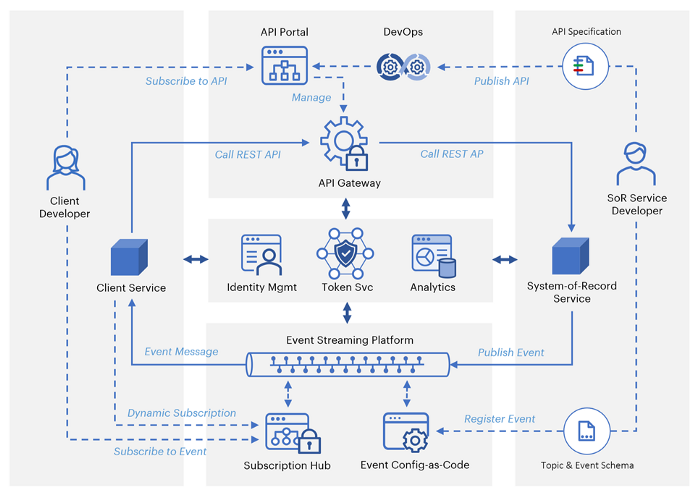 API Portal
DevOps
API Specification
Subscribe to API
Publish API
Manage
Call REST API
Call REST AP
API Gateway
Client
Developer
SoR Service
Developer
Client Service
Identity Mgmt
Token Svc
Analytics
System-of-Record
Service
Event Streaming Platform
Event Message
Publish Event
Dynamic Subscription
Register Event
Subscribe to Event
Subscription Hub
Event Config-as-Code
Topic & Event Schema